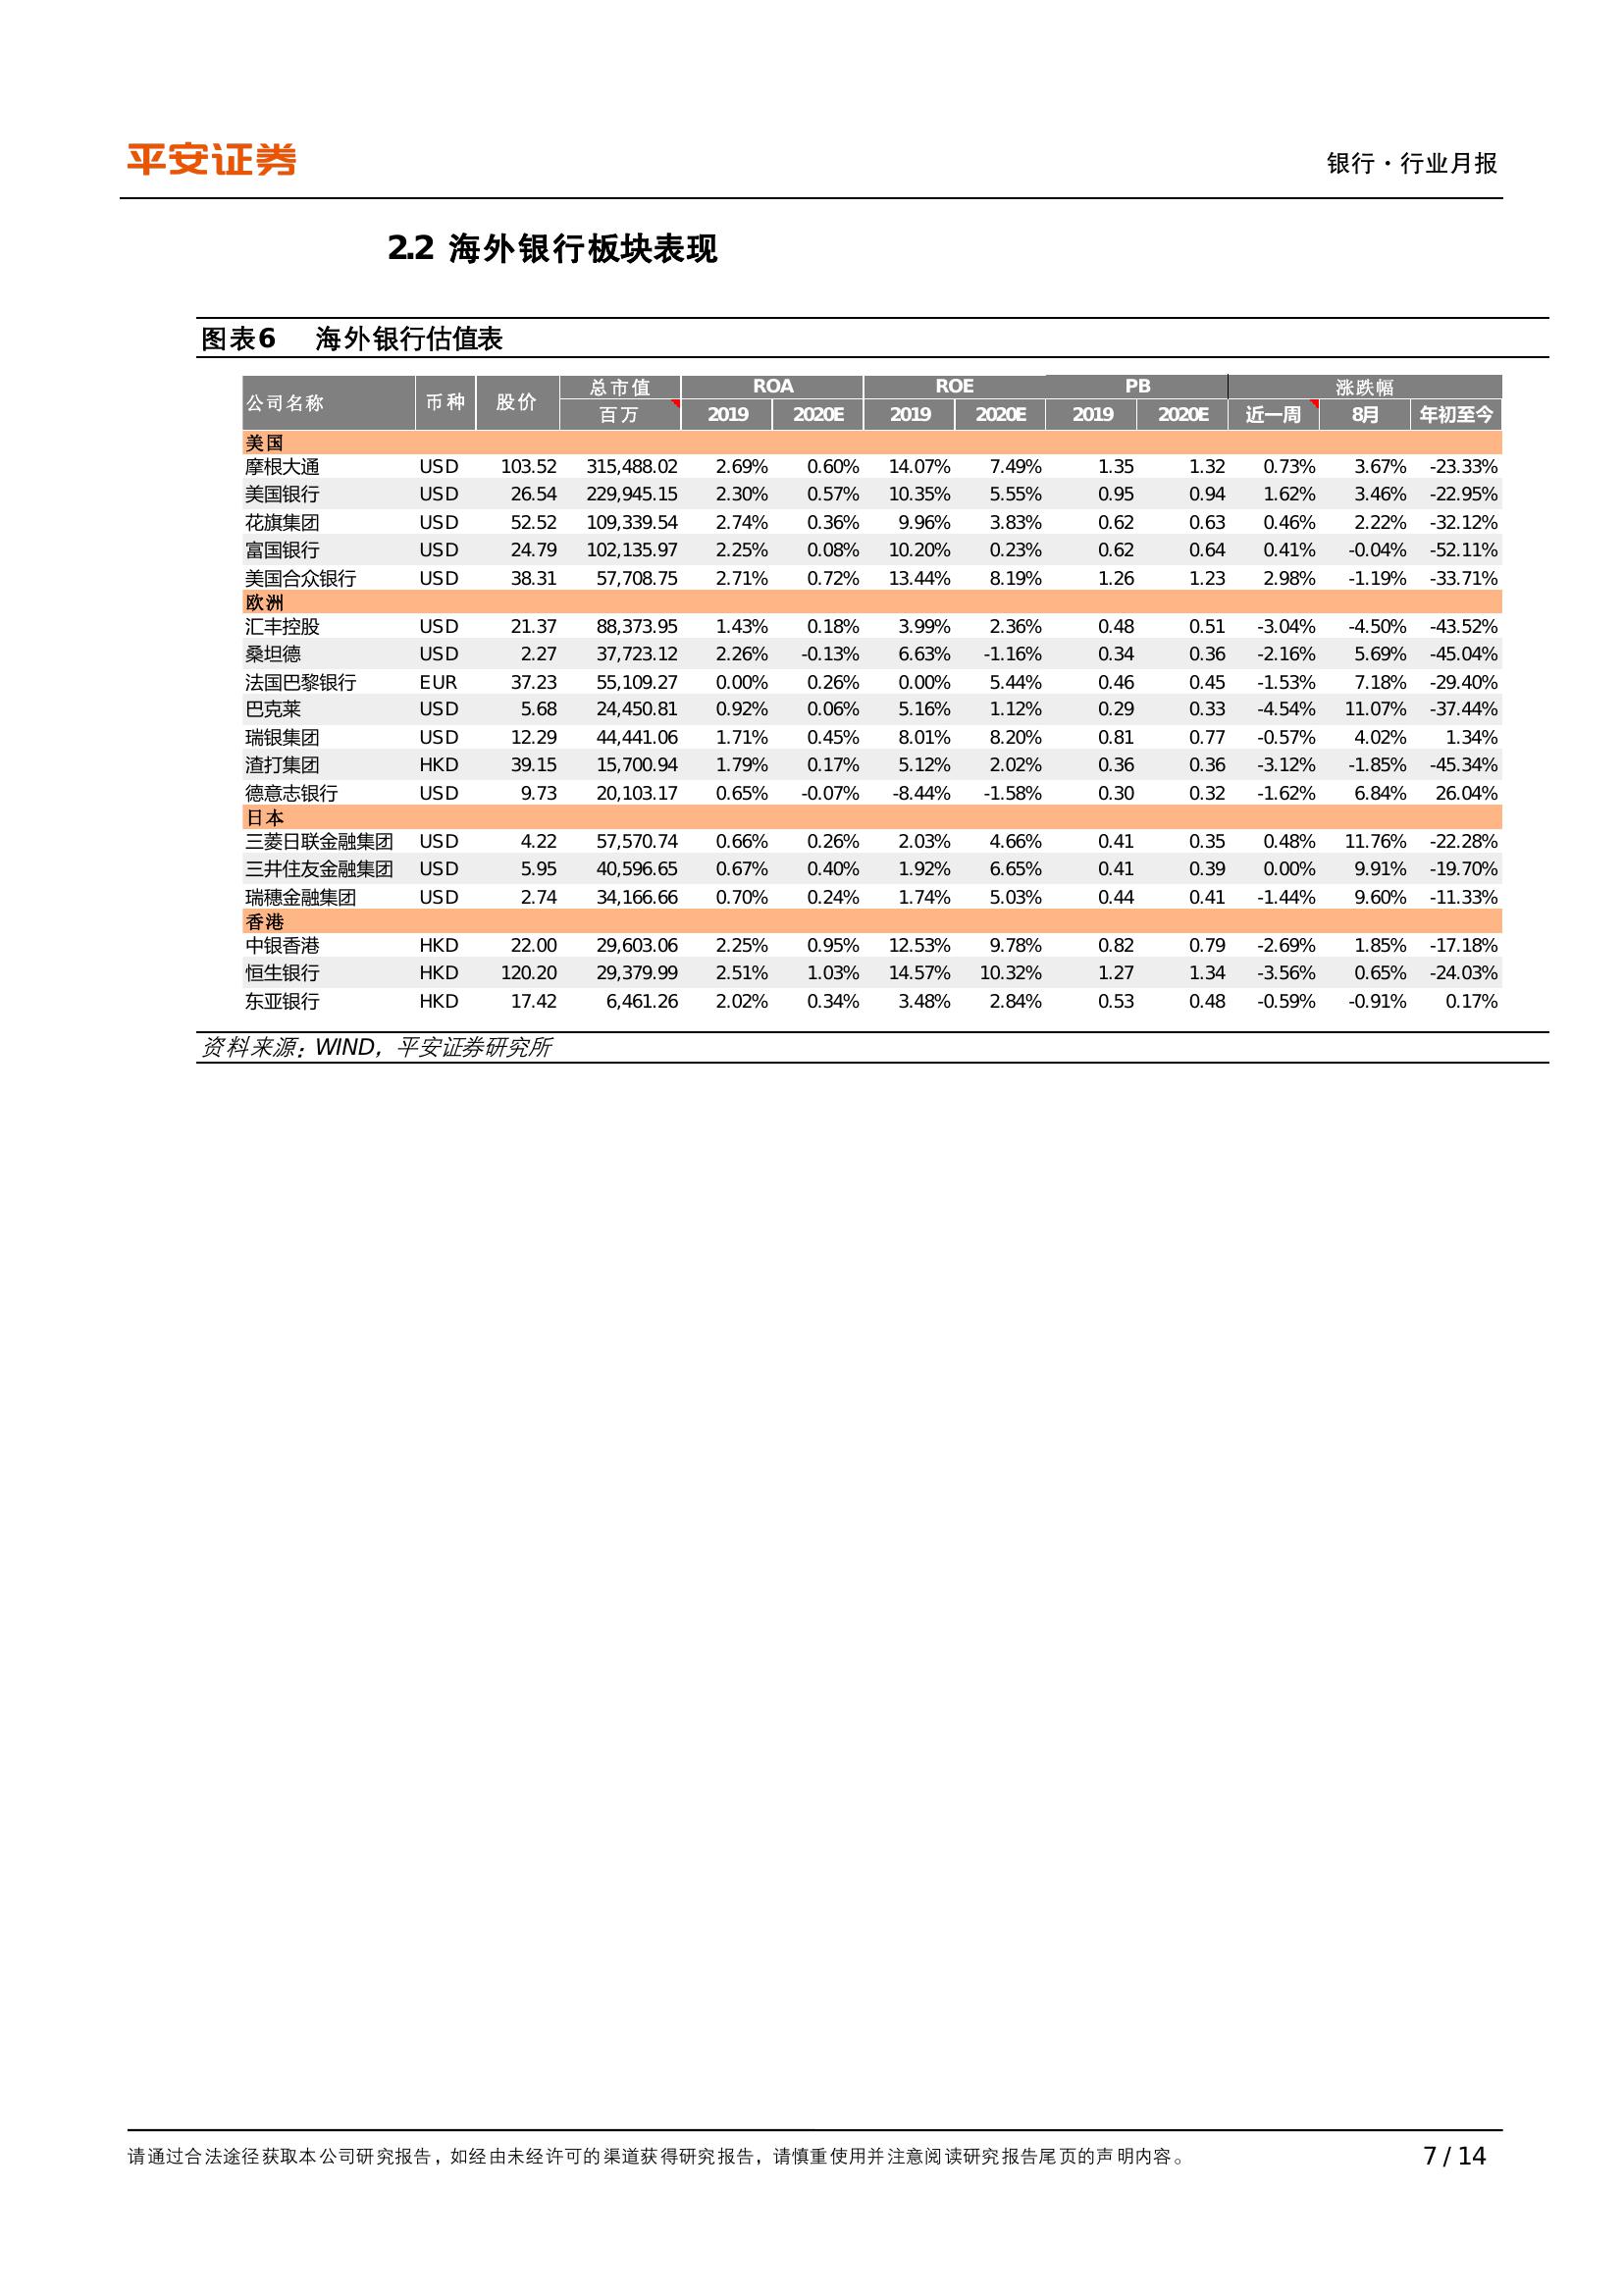 平安证券
银行·行业月报
2.2 海外银行板块表现
图表6 海外银行估值表
公司名称 币种 股价 总市值 ROA ROE PB 涨跌幅
百万 2019 2020E 2019 2020E 2019 2020E 近一周 8月 年初至今
美国
摩根大通 USD 103.52 315,488.02 2.69% 0.60% 14.07% 7.49% 1.35 1.32 0.73% 3.67% -23.33%
美国银行 USD 26.54 229,945.15 2.30% 0.57% 10.35% 5.55% 0.95 0.94 1.62% 3.46% -22.95%
花旗集团 USD 52.52 109,339.54 2.74% 0.36% 9.96% 3.83% 0.62 0.63 0.46% 2.22% -32.12%
富国银行 USD 24.79 102,135.97 2.25% 0.08% 10.20% 0.23% 0.62 0.64 0.41% -0.04% -52.11%
美国合众银行 USD 38.31 57,708.75 2.71% 0.72% 13.44% 8.19% 1.26 1.23 2.98% -1.19% -33.71%
欧洲
汇丰控股 USD 21.37 88,373.95 1.43% 0.18% 3.99% 2.36% 0.48 0.51 -3.04% -4.50% -43.52%
桑坦德 USD 2.27 37,723.12 2.26% -0.13% 6.63% -1.16% 0.34 0.36 -2.16% 5.69% -45.04%
法国巴黎银行 EUR 37.23 55,109.27 0.00% 0.26% 0.00% 5.44% 0.46 0.45 -1.53% 7.18% -29.40%
巴克莱 USD 5.68 24,450.81 0.92% 0.06% 5.16% 1.12% 0.29 0.33 -4.54% 11.07% -37.44%
瑞银集团 USD 12.29 44,441.06 1.71% 0.45% 8.01% 8.20% 0.81 0.77 -0.57% 4.02% 1.34%
渣打集团 HKD 39.15 15,700.94 1.79% 0.17% 5.12% 2.02% 0.36 0.36 -3.12% -1.85% -45.34%
德意志银行 USD 9.73 20,103.17 0.65% -0.07% -8.44% -1.58% 0.30 0.32 -1.62% 6.84% 26.04%
日本
三菱日联金融集团 USD 4.22 57,570.74 0.66% 0.26% 2.03% 4.66% 0.41 0.35 0.48% 11.76% -22.28%
三井住友金融集团 USD 5.95 40,596.65 0.67% 0.40% 1.92% 6.65% 0.41 0.39 0.00% 9.91% -19.70%
瑞穗金融集团 USD 2.74 34,166.66 0.70% 0.24% 1.74% 5.03% 0.44 0.41 -1.44% 9.60% -11.33%
香港
中银香港 HKD 22.00 29,603.06 2.25% 0.95% 12.53% 9.78% 0.82 0.79 -2.69% 1.85% -17.18%
恒生银行 HKD 120.20 29,379.99 2.51% 1.03% 14.57% 10.32% 1.27 1.34 -3.56% 0.65% -24.03%
东亚银行 HKD 17.42 6,461.26 2.02% 0.34% 3.48% 2.84% 0.53 0.48 -0.59% -0.91% 0.17%
资料来源：WIND，平安证券研究所
请通过合法途径获取本公司研究报告，如经由未经许可的渠道获得研究报告，请慎重使用并注意阅读研究报告尾页的声明内容。 7 / 14